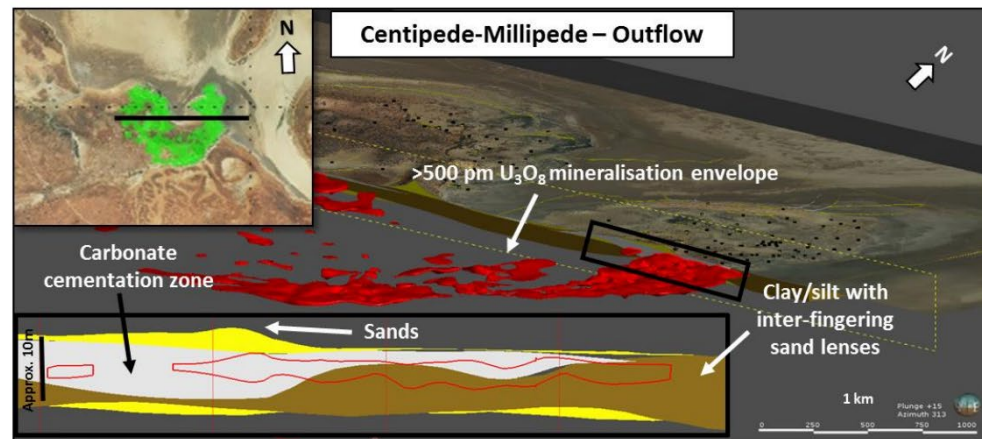 N
Centipede-Millipede – Outflow
N
>500 pm U₃O₈ mineralisation envelope
Carbonate
cementation zone
Clay/silt with
inter-fingering
sand lenses
Sands
Approx. 10m
1 km
Plunge +15
Azimuth 313
0 250 500 750 1000